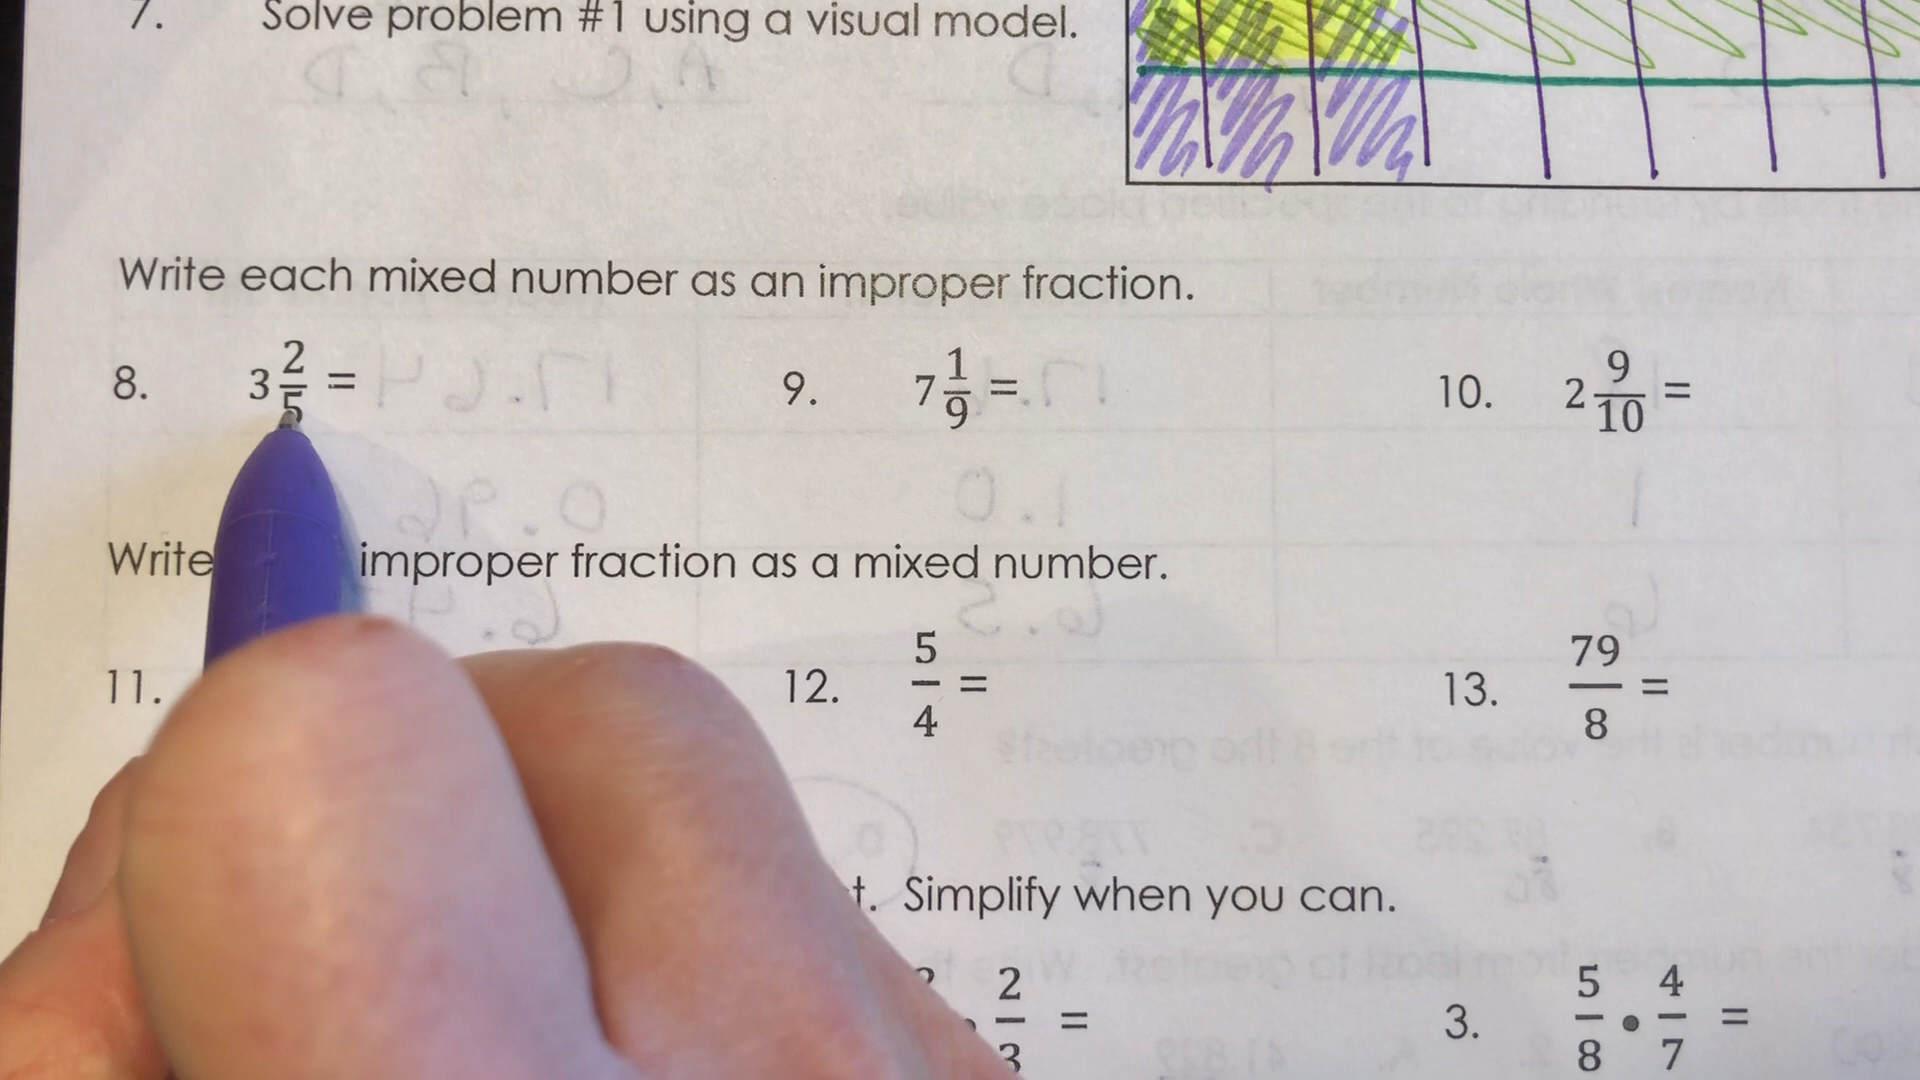 7. Solve problem #1 using a visual model.
Write each mixed number as an improper fraction.
8. 3 2/5 = 9. 7 1/9 = 10. 2 9/10 =
Write improper fraction as a mixed number.
11. 12. 5/4 = 13. 79/8 =
t. Simplify when you can.
2/3 = 3. 5/8 • 4/7 =